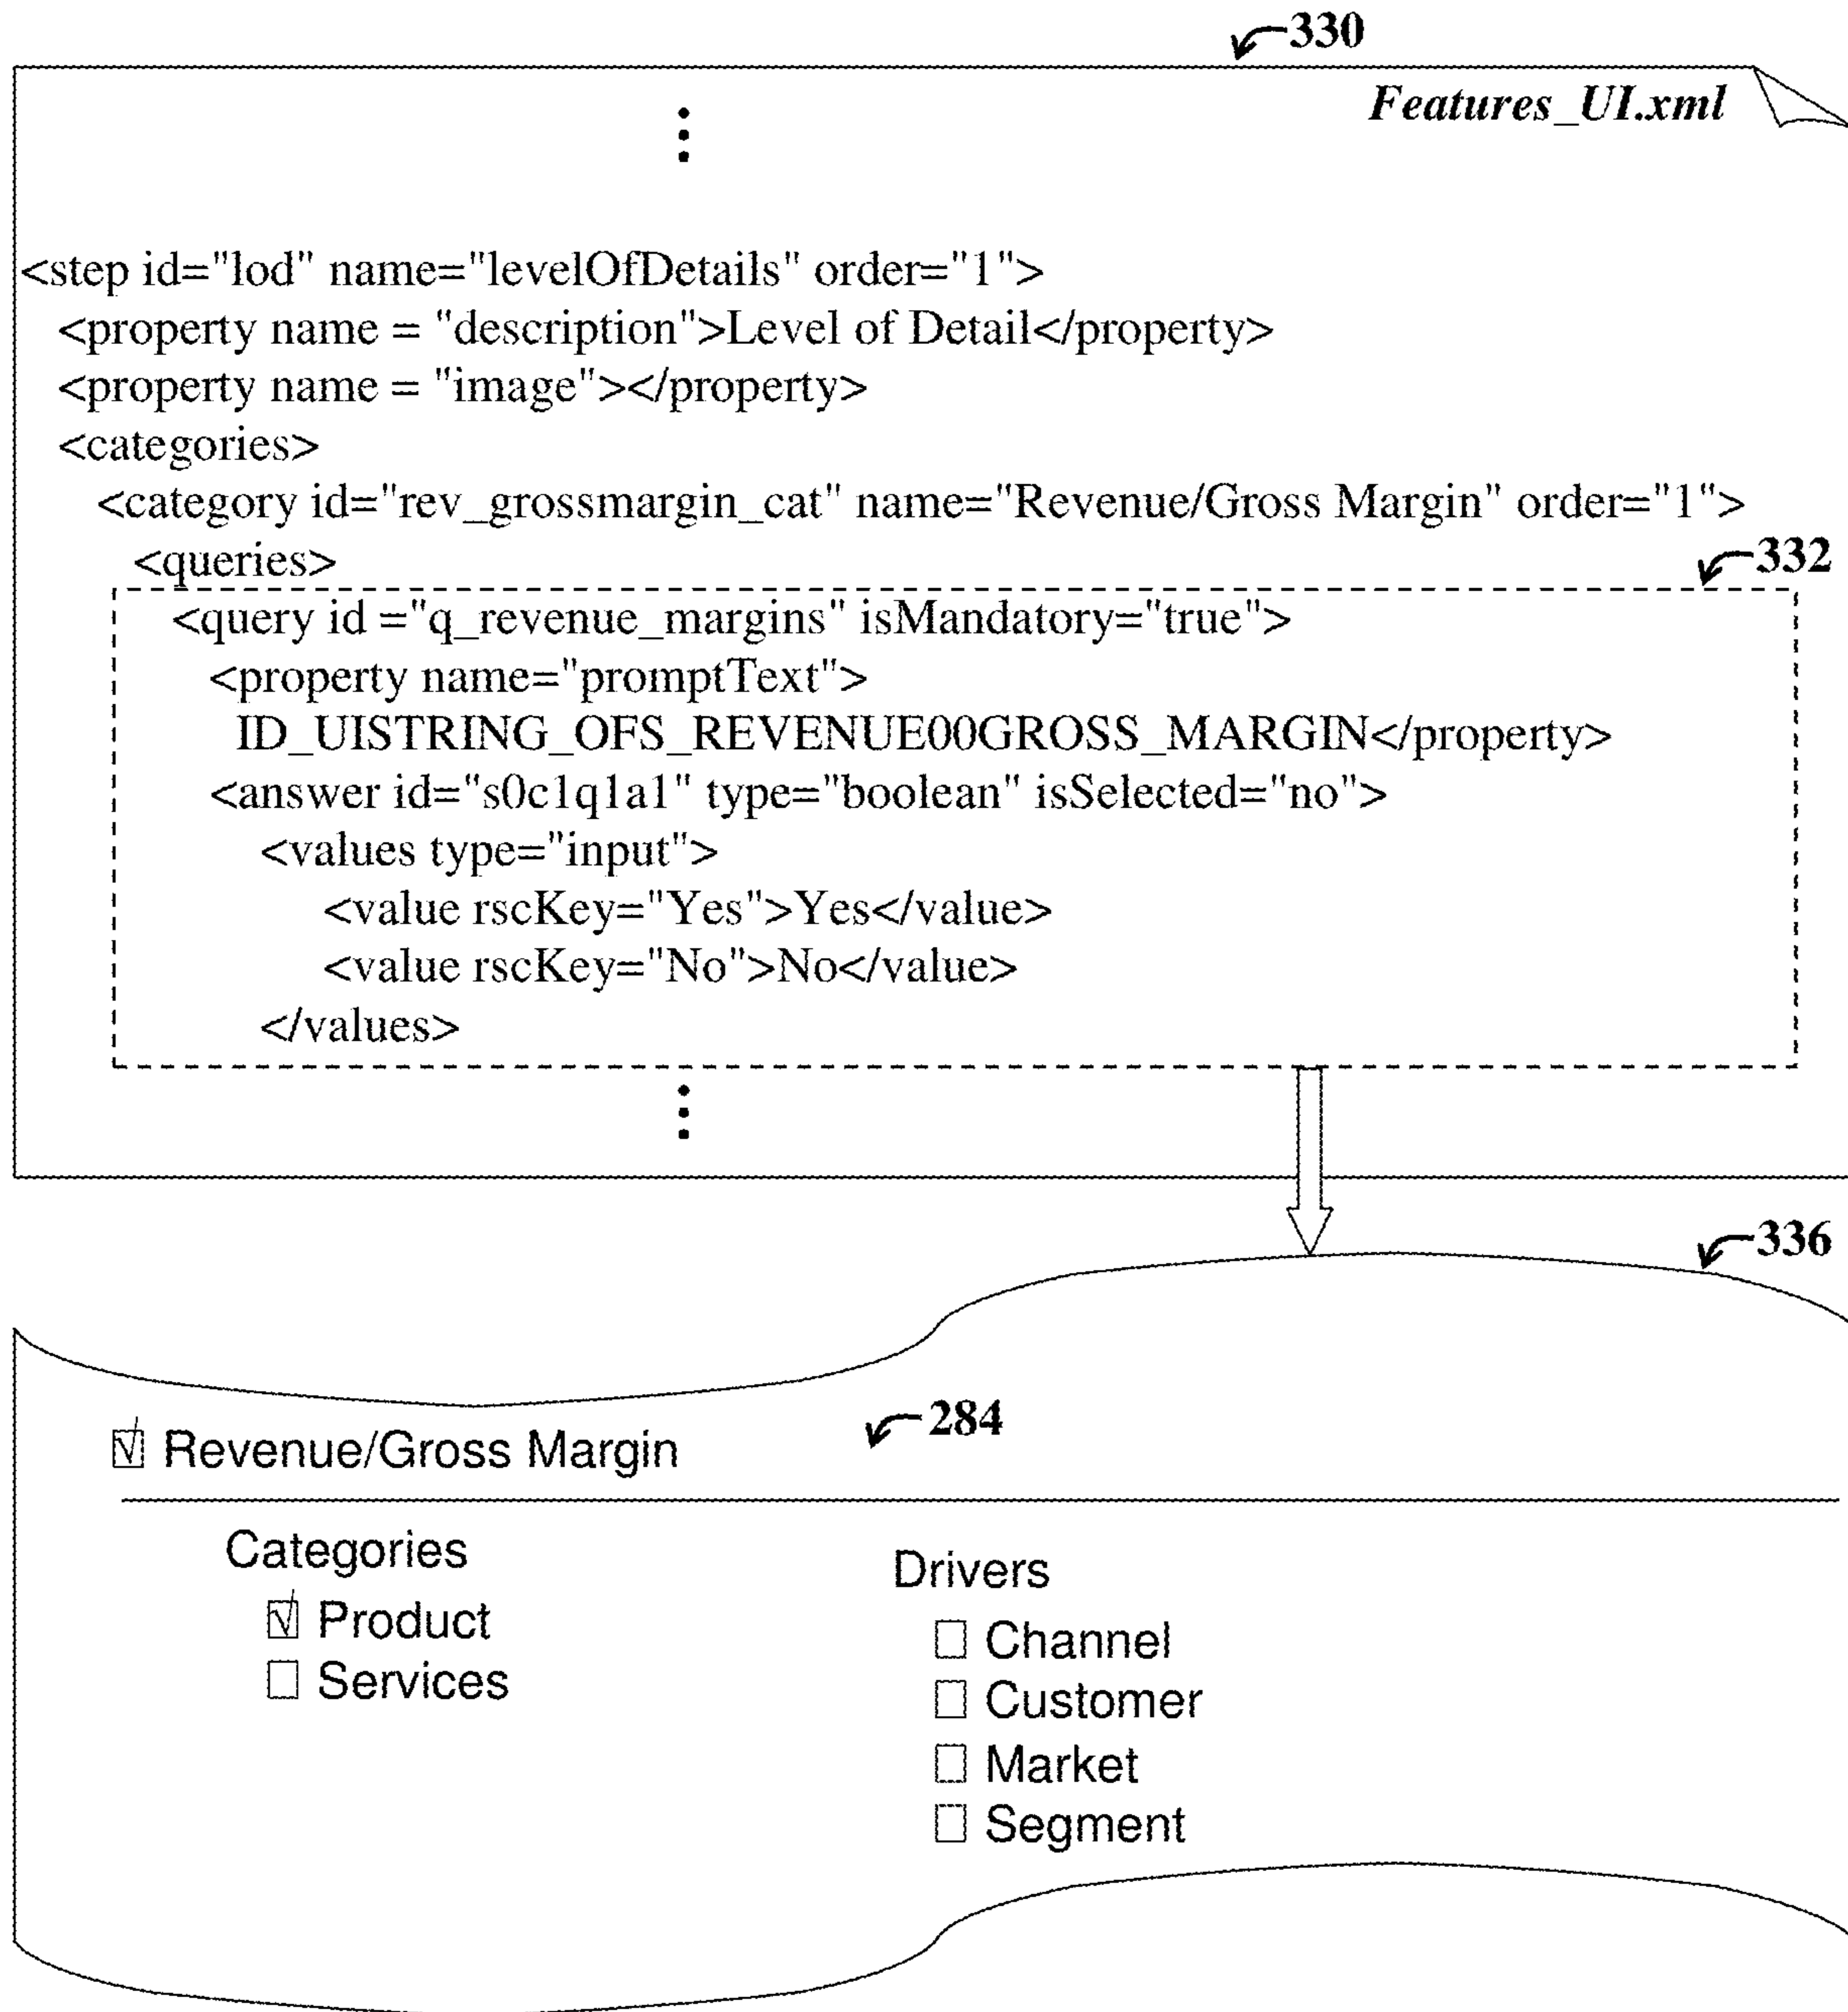 330
Features_UI.xml
<step id="lod" name="levelOfDetails" order="1">
<property name = "description">Level of Detail</property>
<property name = "image"></property>
<categories>
<category id="rev_grossmargin_cat" name="Revenue/Gross Margin" order="1">
<queries>
332
<query id ="q_revenue_margins" isMandatory="true">
<property name="promptText">
ID_UISTRING_OFS_REVENUE00GROSS_MARGIN</property>
<answer id="s0c1q1a1" type="boolean" isSelected="no">
<values type="input">
<value rscKey="Yes">Yes</value>
<value rscKey="No">No</value>
</values>
336
284
Revenue/Gross Margin
Categories
Product
Services
Drivers
Channel
Customer
Market
Segment